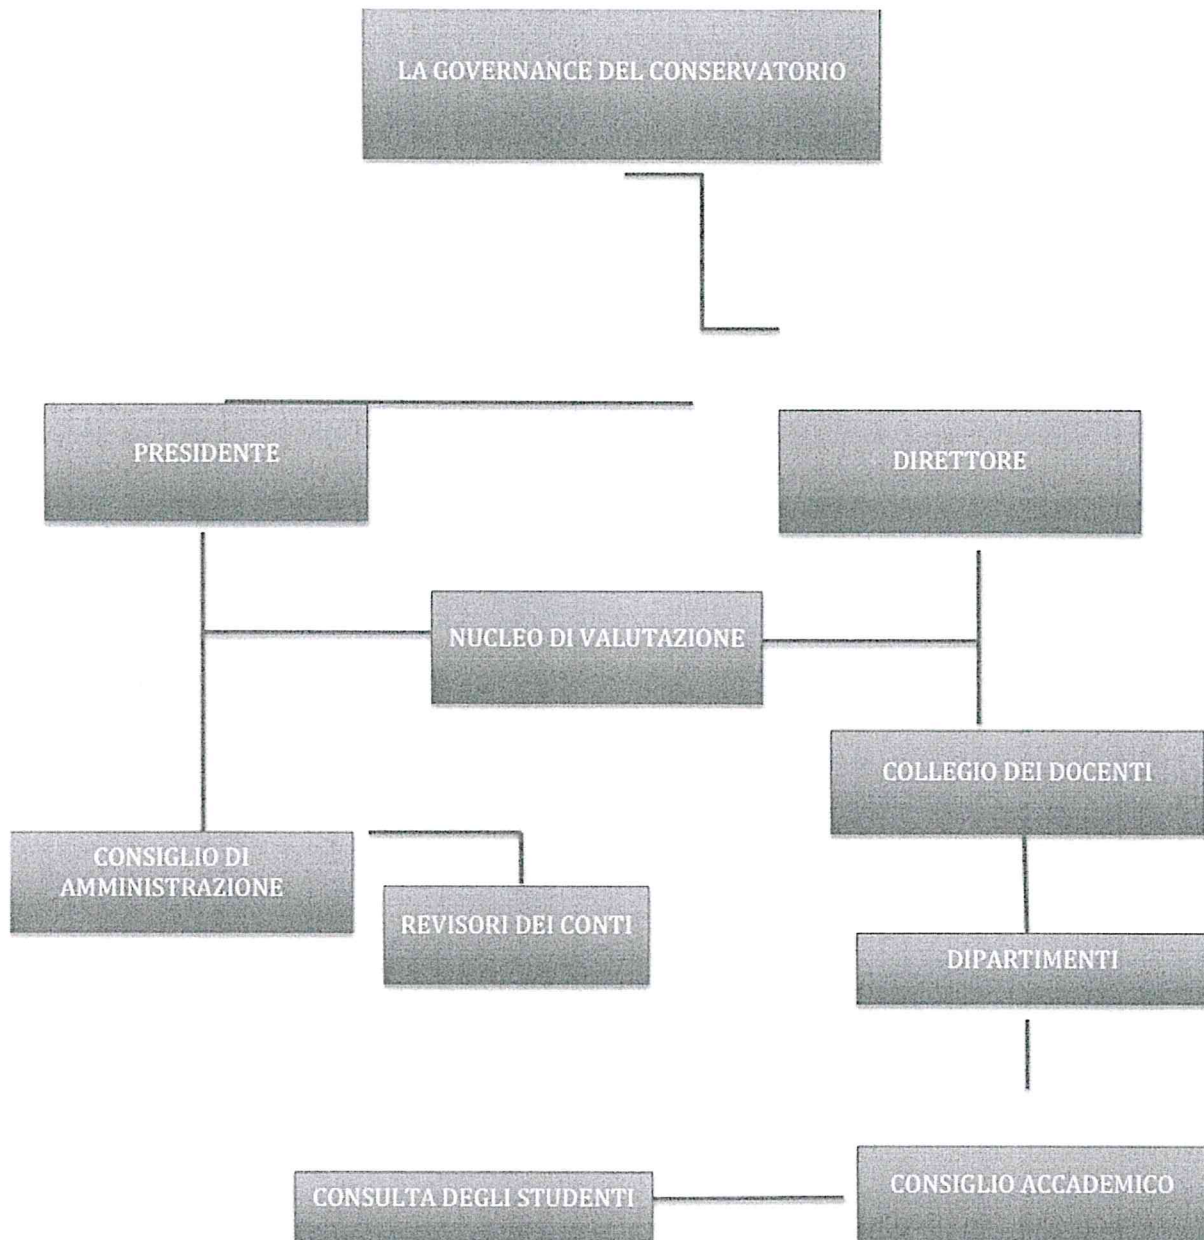 LA GOVERNANCE DEL CONSERVATORIO
PRESIDENTE
DIRETTORE
NUCLEO DI VALUTAZIONE
COLLEGIO DEI DOCENTI
CONSIGLIO DI
AMMINISTRAZIONE
REVISORI DEI CONTI
DIPARTIMENTI
CONSULTA DEGLI STUDENTI
CONSIGLIO ACCADEMICO